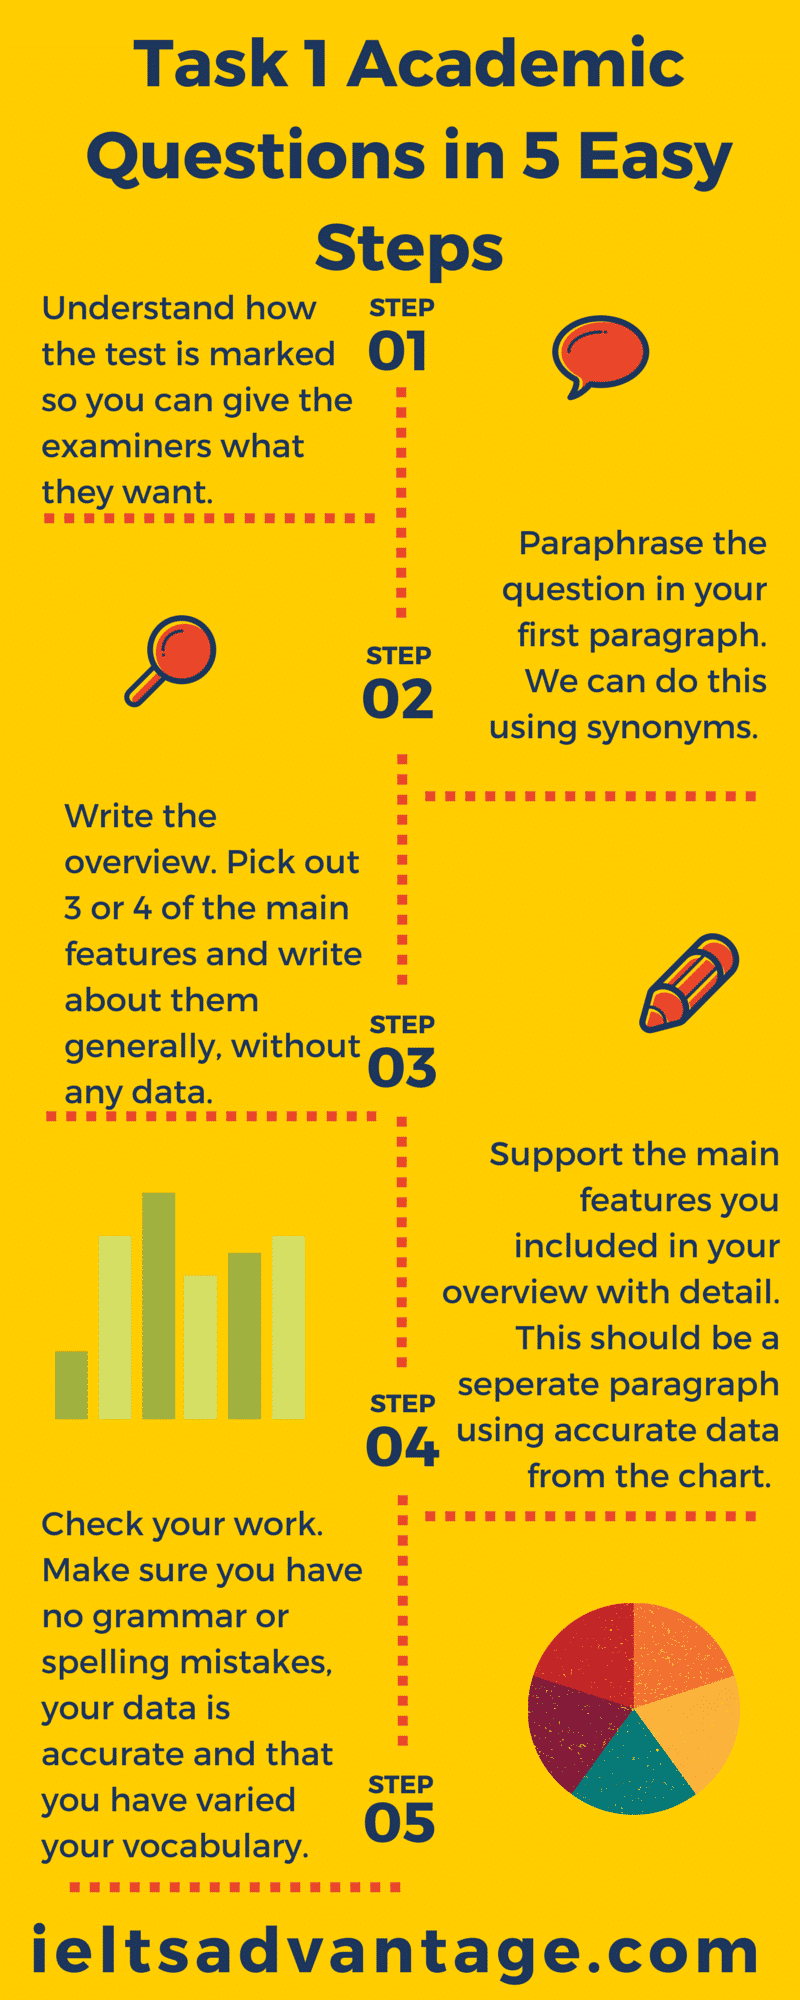 Task 1 Academic
Questions in 5 Easy
Steps
STEP
01
Understand how
the test is marked
so you can give the
examiners what
they want.
STEP
02
Paraphrase the
question in your
first paragraph.
We can do this
using synonyms.
STEP
03
Write the
overview. Pick out
3 or 4 of the main
features and write
about them
generally, without
any data.
STEP
04
Support the main
features you
included in your
overview with detail.
This should be a
seperate paragraph
using accurate data
from the chart.
STEP
05
Check your work.
Make sure you have
no grammar or
spelling mistakes,
your data is
accurate and that
you have varied
your vocabulary.
ieltsadvantage.com